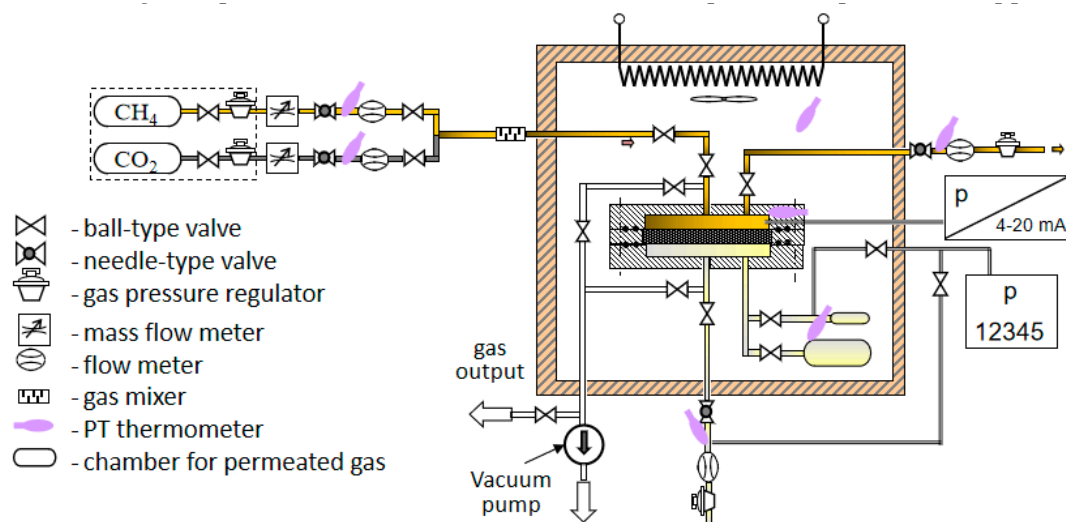 CH₄
CO₂
- ball-type valve
- needle-type valve
- gas pressure regulator
- mass flow meter
- flow meter
- gas mixer
- PT thermometer
- chamber for permeated gas
gas
output
Vacuum
pump
p
4-20 mA
p
12345